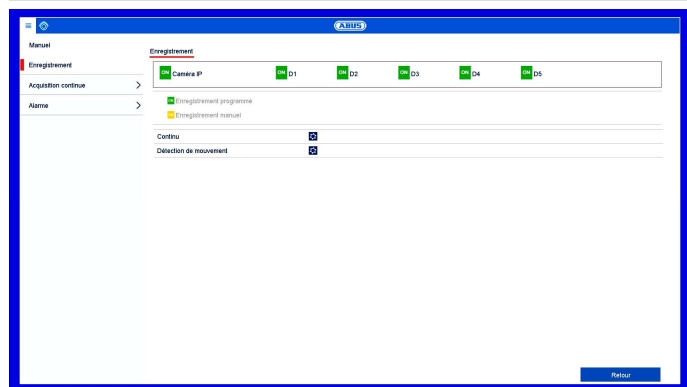 ABUS
Manuel
Enregistrement
Acquisition continue
Alarme
Enregistrement
ON Caméra IP ON D1 ON D2 ON D3 ON D4 ON D5
ON Enregistrement programmé
ON Enregistrement manuel
Continu
Détection de mouvement
Retour